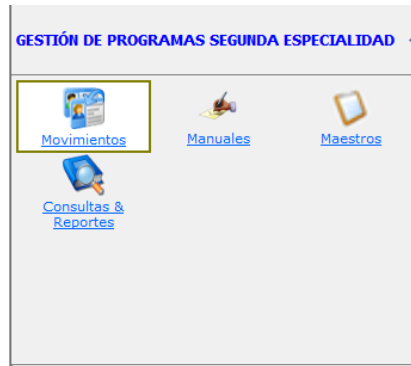 GESTIÓN DE PROGRAMAS SEGUNDA ESPECIALIDAD
Movimientos
Manuales
Maestros
Consultas &
Reportes